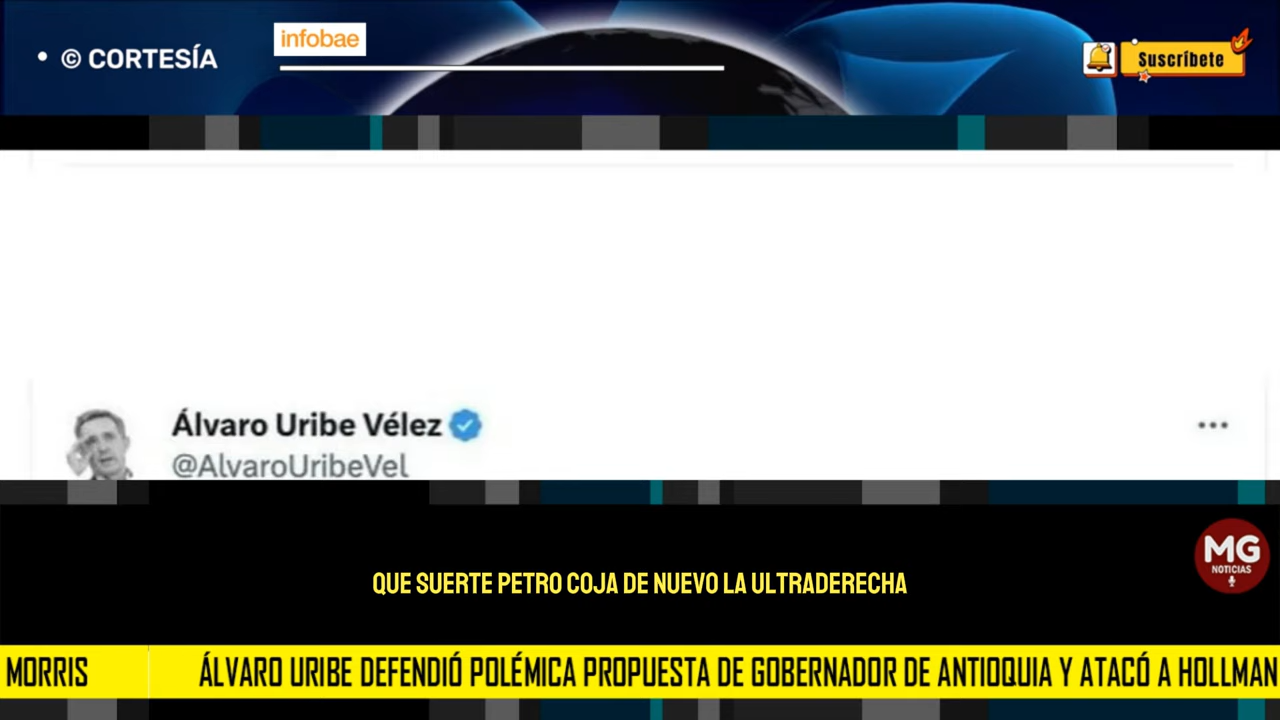 • © CORTESÍA
infobae
Suscríbete
Álvaro Uribe Vélez
@AlvaroUribeVel
MG
NOTICIAS
QUE SUERTE PETRO COJA DE NUEVO LA ULTRADERECHA
MORRIS ÁLVARO URIBE DEFENDIÓ POLÉMICA PROPUESTA DE GOBERNADOR DE ANTIOQUIA Y ATACÓ A HOLLMAN